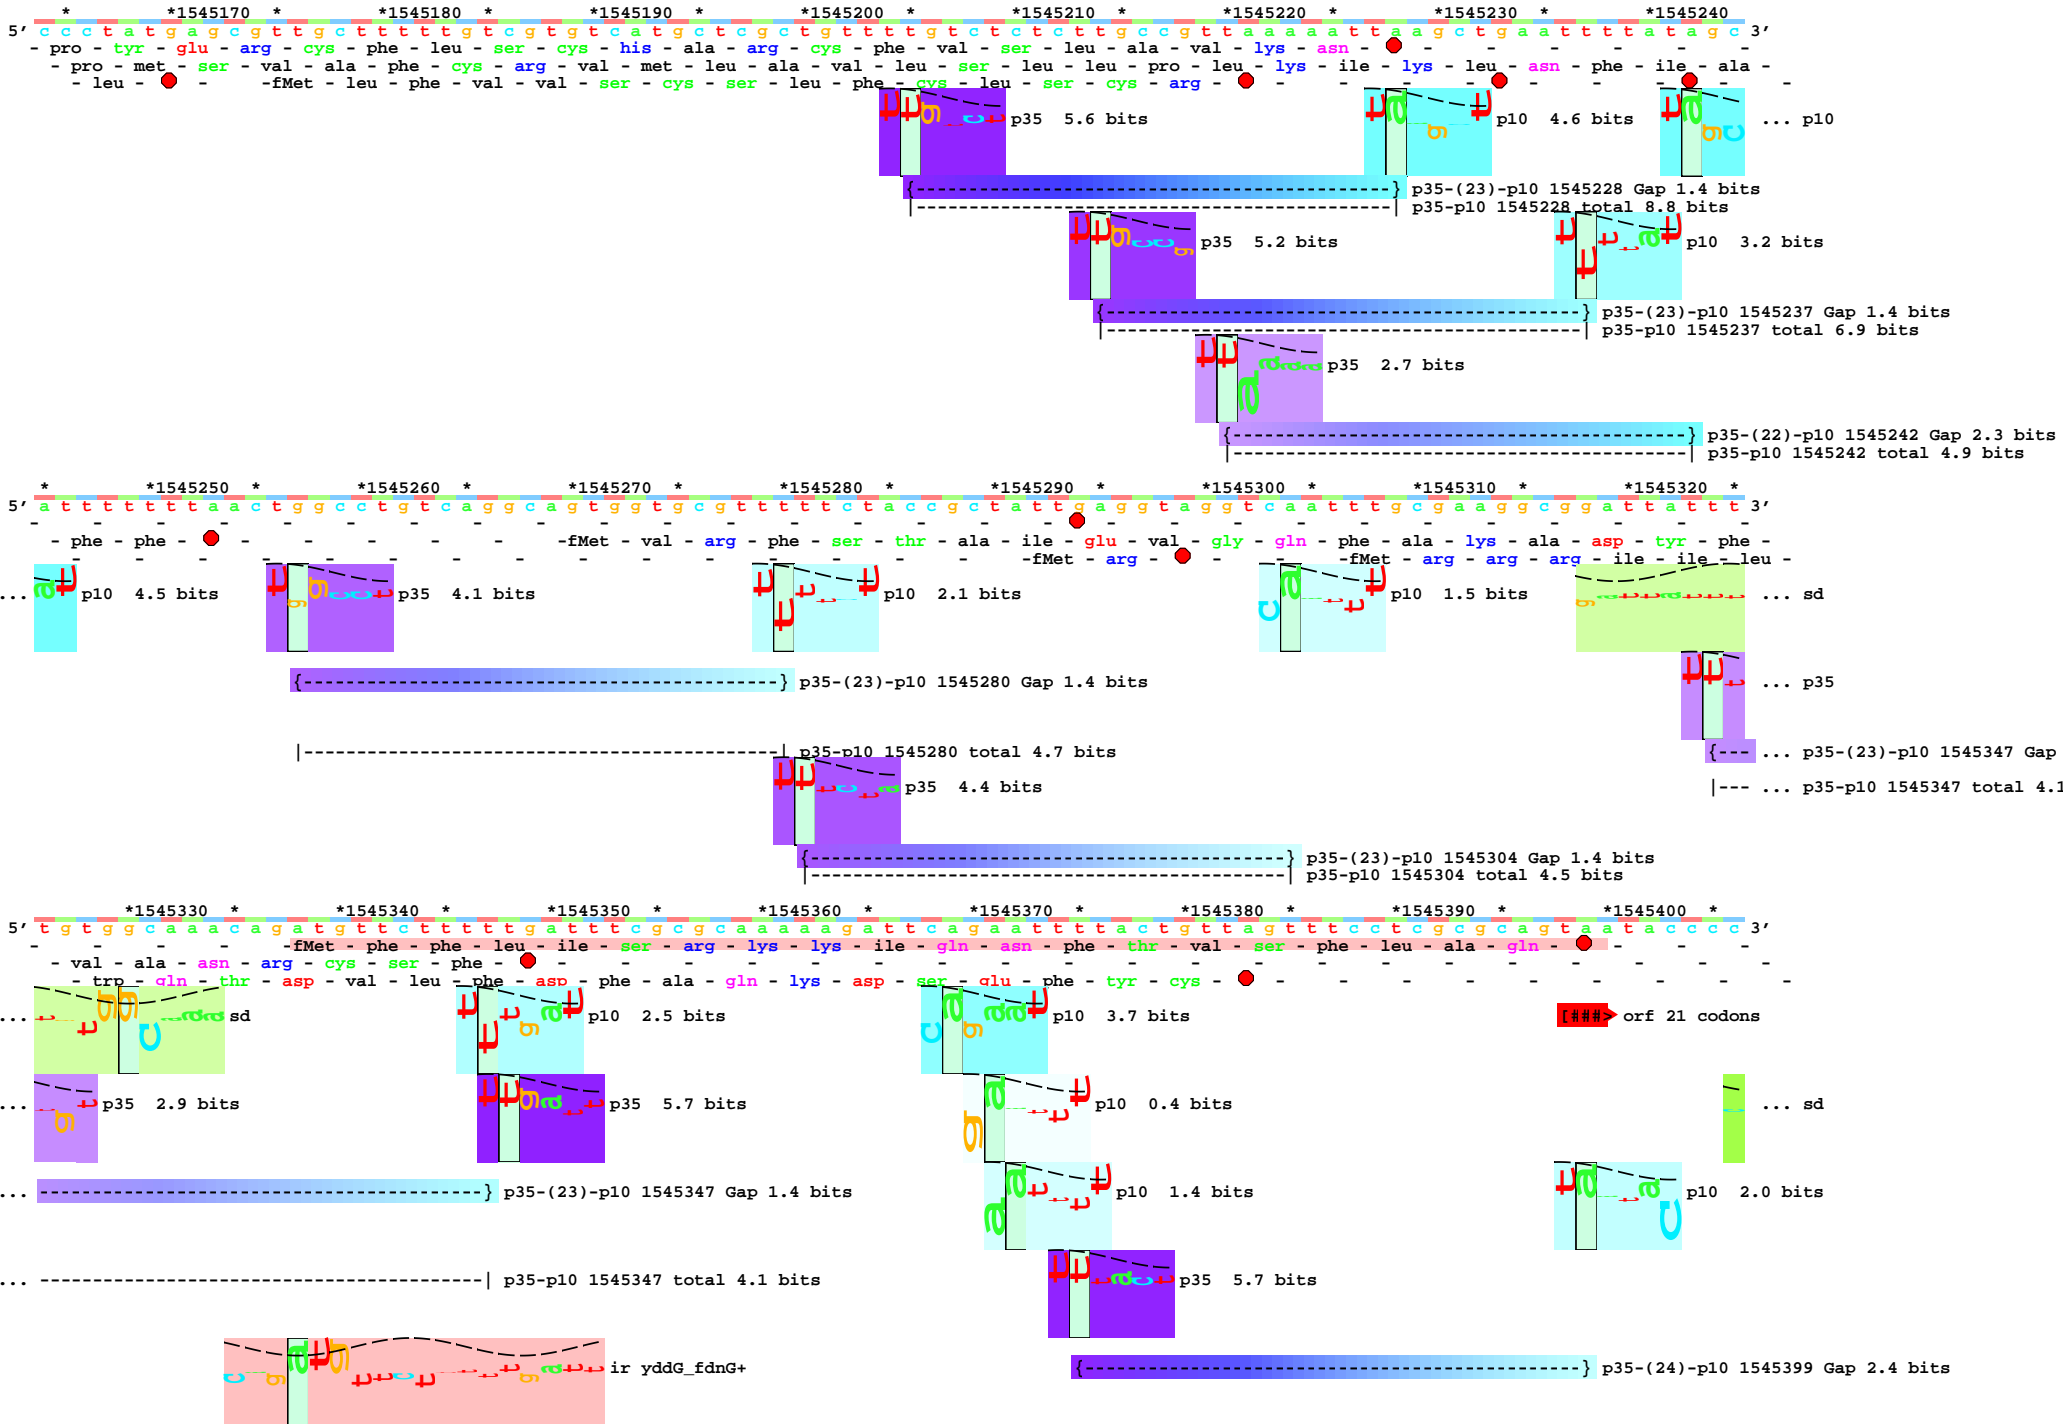 * *1545170 * *1545180 * *1545190 * *1545200 * *1545210 * *1545220 * *1545230 * *1545240
5' c c c t a t g a g c g t t g c t t t t t g t c g t g t c a t g c t c g c t g t t t t g t c t c t c t t g c c g t t a a a a a t t a a g c t g a a t t t t a t a g c 3'
- pro - tyr - glu - arg - cys - phe - leu - ser - cys - his - ala - arg - cys - phe - val - ser - leu - ala - val - lys - asn -
- pro - met - ser - val - ala - phe - cys - arg - val - met - leu - ala - val - leu - ser - leu - leu - pro - leu - lys - ile - lys - leu - asn - phe - ile - ala -
- leu - -fMet - leu - phe - val - val - ser - cys - ser - leu - phe - cys - leu - ser - cys - arg -
p35 5.6 bits
p10 4.6 bits
... p10
{----------------------------------------------} p35-(23)-p10 1545228 Gap 1.4 bits
|----------------------------------------------| p35-p10 1545228 total 8.8 bits
p35 5.2 bits
p10 3.2 bits
{----------------------------------------------} p35-(23)-p10 1545237 Gap 1.4 bits
|----------------------------------------------| p35-p10 1545237 total 6.9 bits
p35 2.7 bits
{--------------------------------------------} p35-(22)-p10 1545242 Gap 2.3 bits
|--------------------------------------------| p35-p10 1545242 total 4.9 bits
* *1545250 * *1545260 * *1545270 * *1545280 * *1545290 * *1545300 * *1545310 * *1545320 *
5' a t t t t t t t a a c t g g c c t g t c a g g c a g t g g t g c g t t t t t c t a c c g c t a t t g a g g t a g g t c a a t t t g c g a a g g c g g a t t a t t t 3'
- phe - phe - -fMet - val - arg - phe - ser - thr - ala - ile - glu - val - gly - gln - phe - ala - lys - ala - asp - tyr - phe -
-fMet - arg - -fMet - arg - arg - arg - ile - ile - leu -
... p10 4.5 bits
p35 4.1 bits
p10 2.1 bits
p10 1.5 bits
... sd
{----------------------------------------------} p35-(23)-p10 1545280 Gap 1.4 bits
... p35
|----------------------------------------------| p35-p10 1545280 total 4.7 bits
{--- ... p35-(23)-p10 1545347 Gap
p35 4.4 bits
|--- ... p35-p10 1545347 total 4.1
{----------------------------------------------} p35-(23)-p10 1545304 Gap 1.4 bits
|----------------------------------------------| p35-p10 1545304 total 4.5 bits
*1545330 * *1545340 * *1545350 * *1545360 * *1545370 * *1545380 * *1545390 * *1545400 *
5' t g t g g c a a a c a g a t g t t c t t t t t g a t t t c g c g c a a a a a g a t t c a g a a t t t t a c t g t t a g t t t c c t c g c g c a g t a a t a c c c c 3'
-fMet - phe - phe - leu - ile - ser - arg - lys - lys - ile - gln - asn - phe - thr - val - ser - phe - leu - ala - gln -
- val - ala - asn - arg - cys - ser - phe -
- trp - gln - thr - asp - val - leu - phe - asp - phe - ala - gln - lys - asp - ser - glu - phe - tyr - cys -
... sd
p10 2.5 bits
p10 3.7 bits
[###> orf 21 codons
... p35 2.9 bits
p35 5.7 bits
p10 0.4 bits
... sd
... ------------------------------------------} p35-(23)-p10 1545347 Gap 1.4 bits
p10 1.4 bits
p10 2.0 bits
... ------------------------------------------| p35-p10 1545347 total 4.1 bits
p35 5.7 bits
ir yddG_fdnG+
{------------------------------------------------} p35-(24)-p10 1545399 Gap 2.4 bits